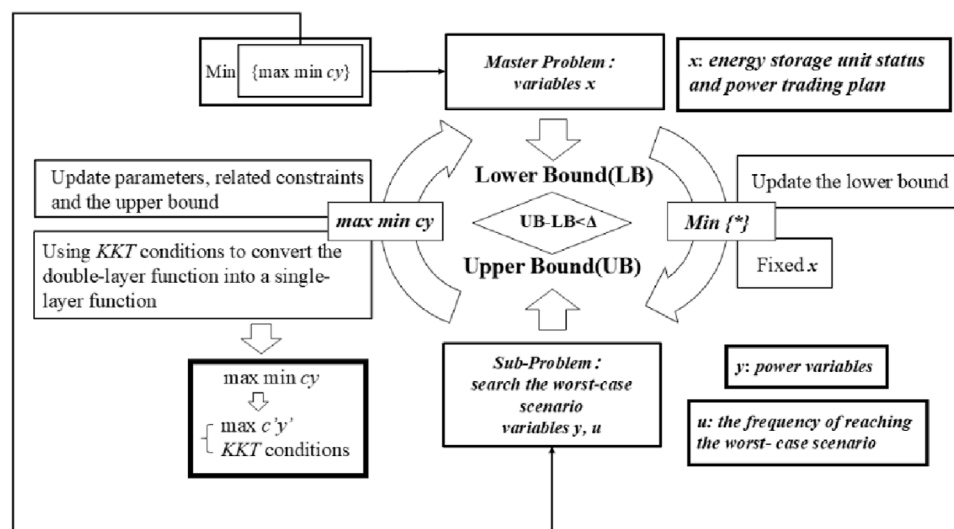 Min {max min cy}
Master Problem :
variables x
x: energy storage unit status
and power trading plan
Update parameters, related constraints
and the upper bound
Lower Bound(LB)
Update the lower bound
max min cy
UB-LB<Δ
Min {*}
Using KKT conditions to convert the
double-layer function into a single-
layer function
Upper Bound(UB)
Fixed x
max min cy
max c'y'
KKT conditions
Sub-Problem :
search the worst-case
scenario
variables y, u
y: power variables
u: the frequency of reaching
the worst- case scenario